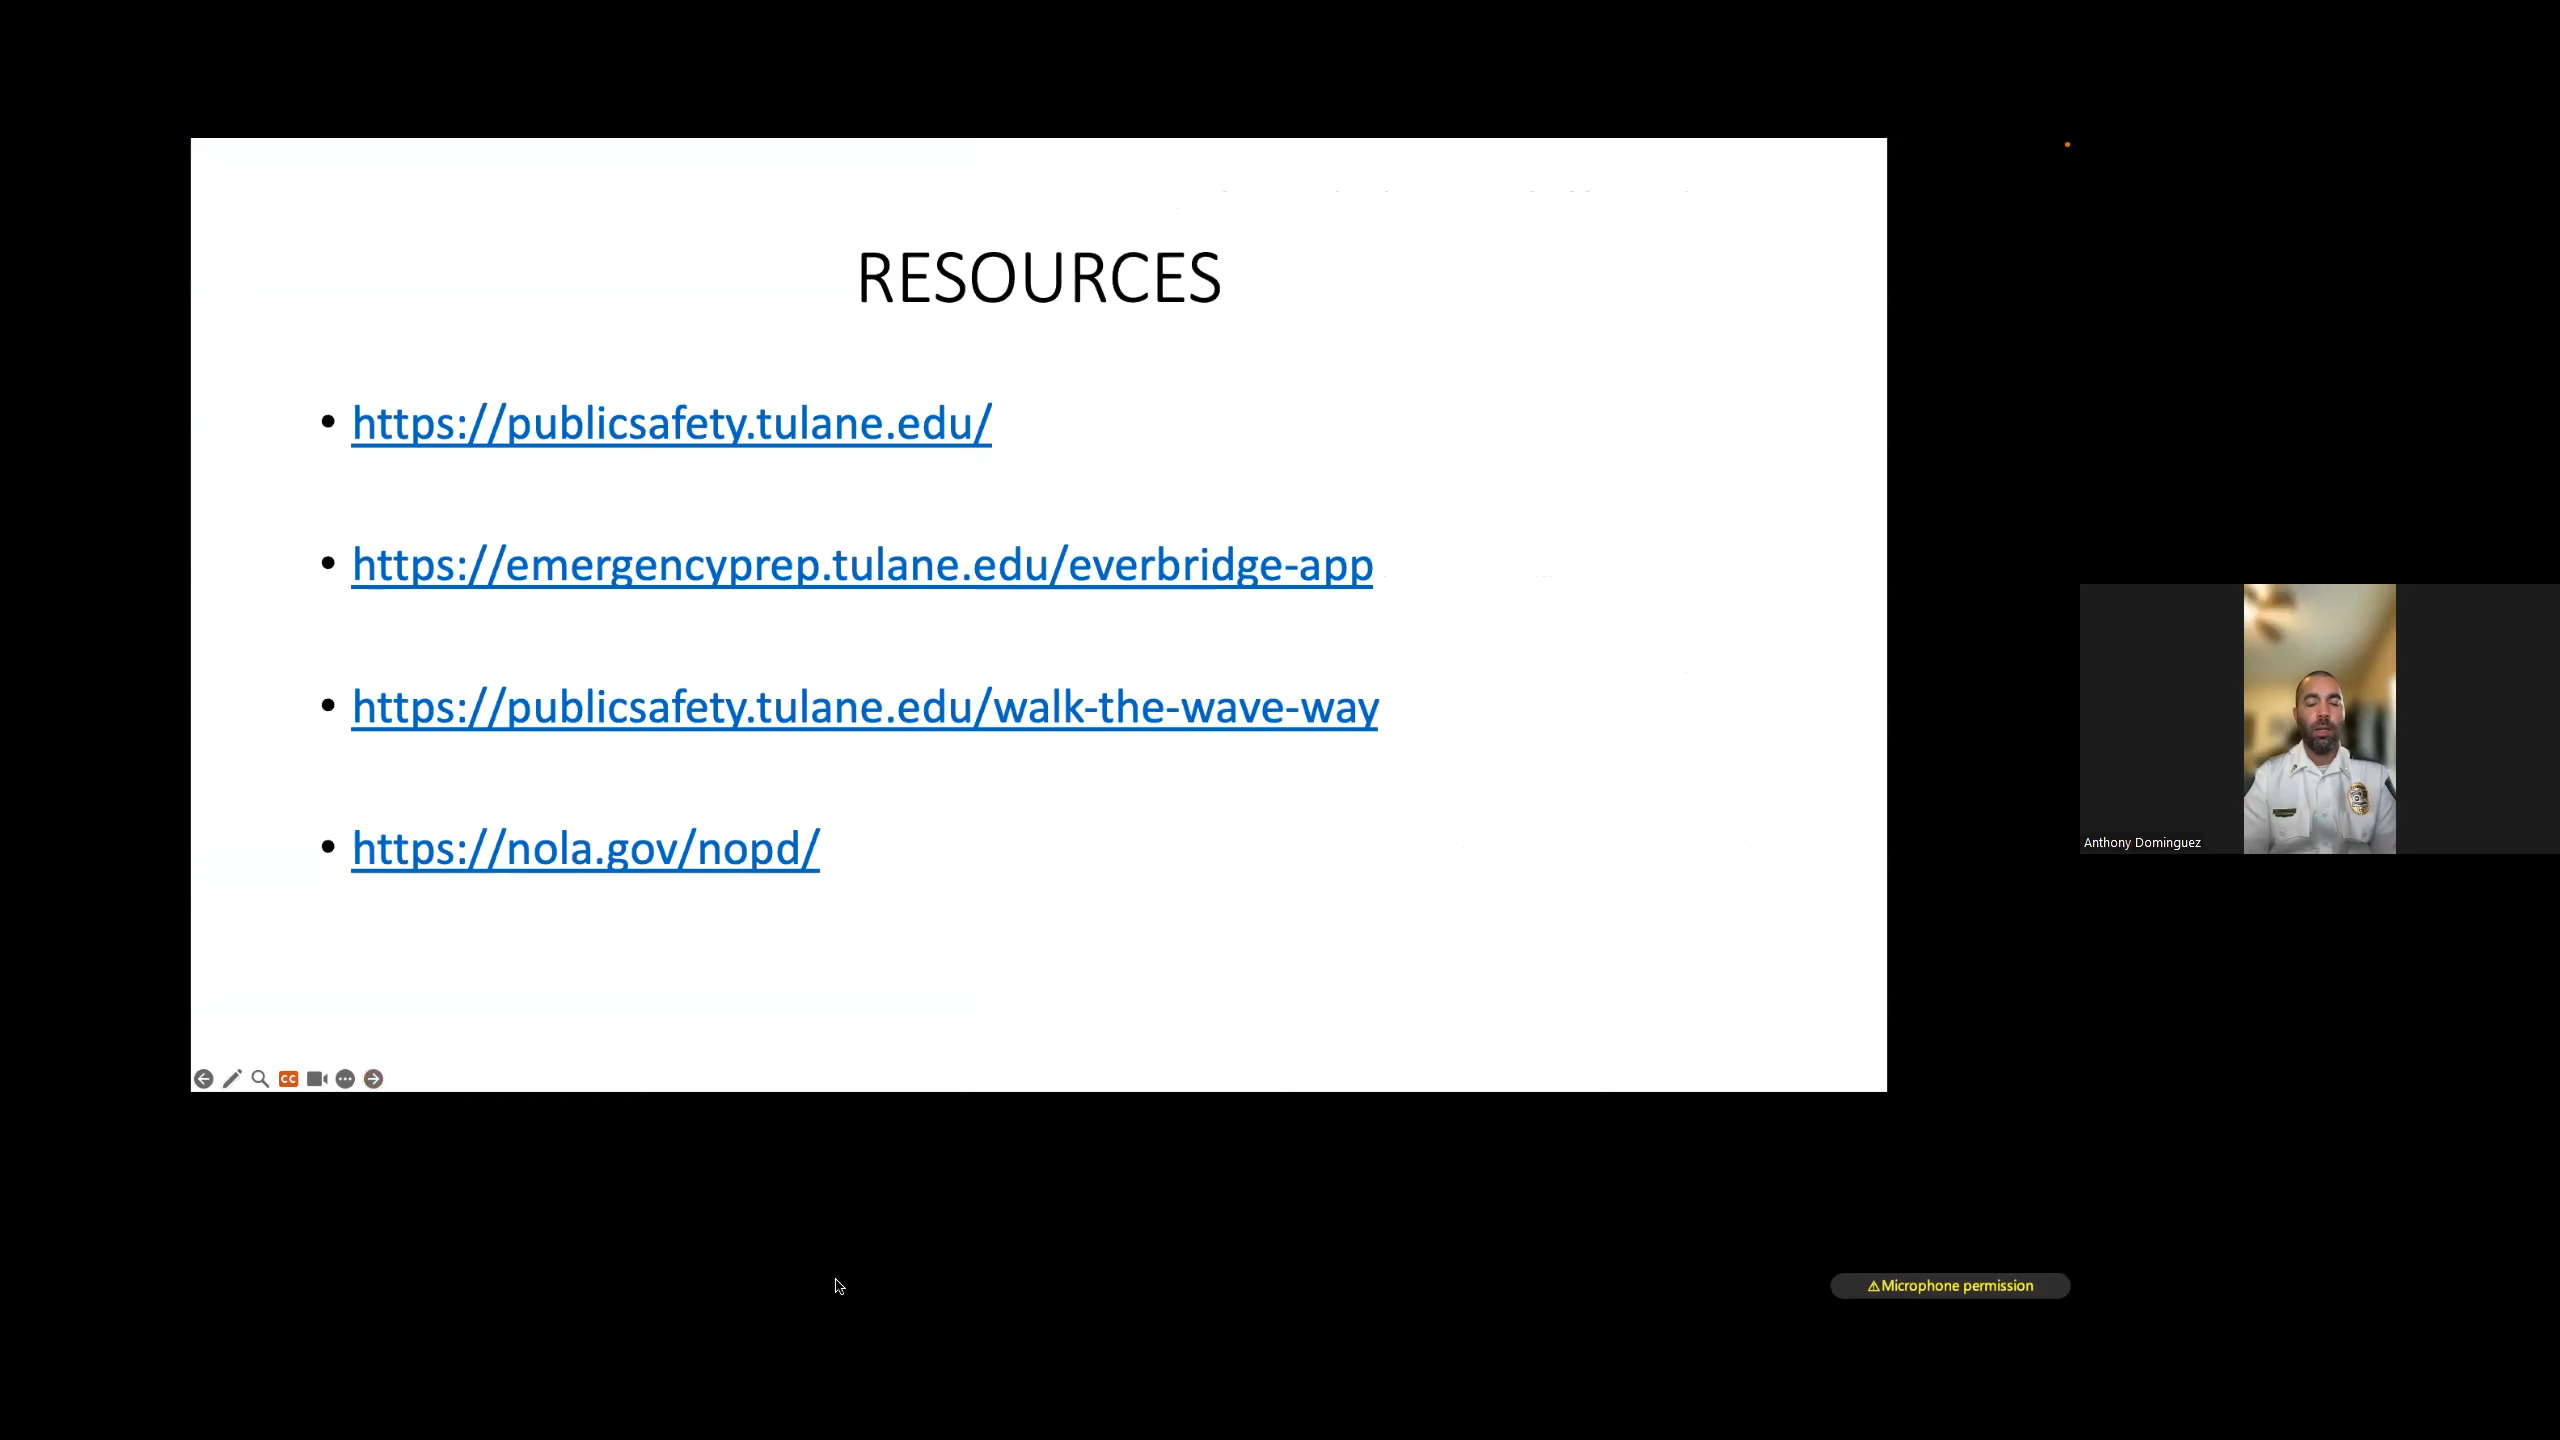 RESOURCES
https://publicsafety.tulane.edu/
https://emergencyprep.tulane.edu/everbridge-app
https://publicsafety.tulane.edu/walk-the-wave-way
https://nola.gov/nopd/
CC
Anthony Dominguez
⚠Microphone permission